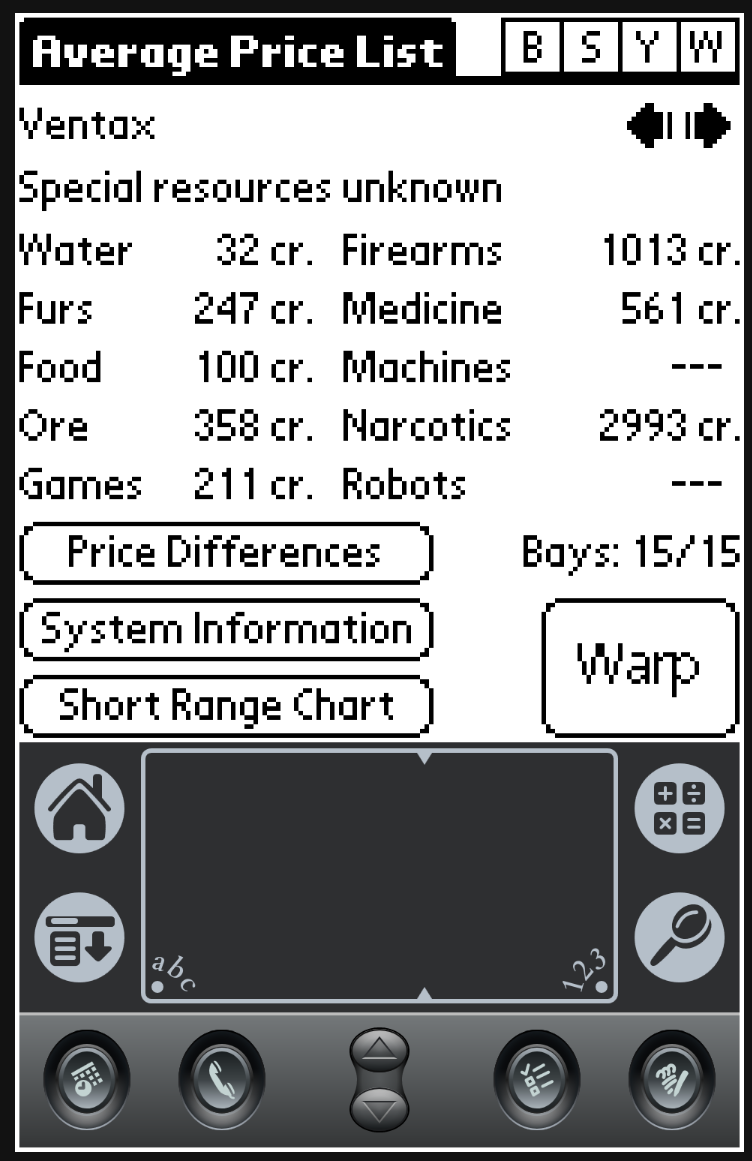 Average Price List B S Y W
Ventax
Special resources unknown
Water 32 cr. Firearms 1013 cr.
Furs 247 cr. Medicine 561 cr.
Food 100 cr. Machines ---
Ore 358 cr. Narcotics 2993 cr.
Games 211 cr. Robots ---
Price Differences Bays: 15/15
System Information
Warp
Short Range Chart
+ ÷
× =
abc 123